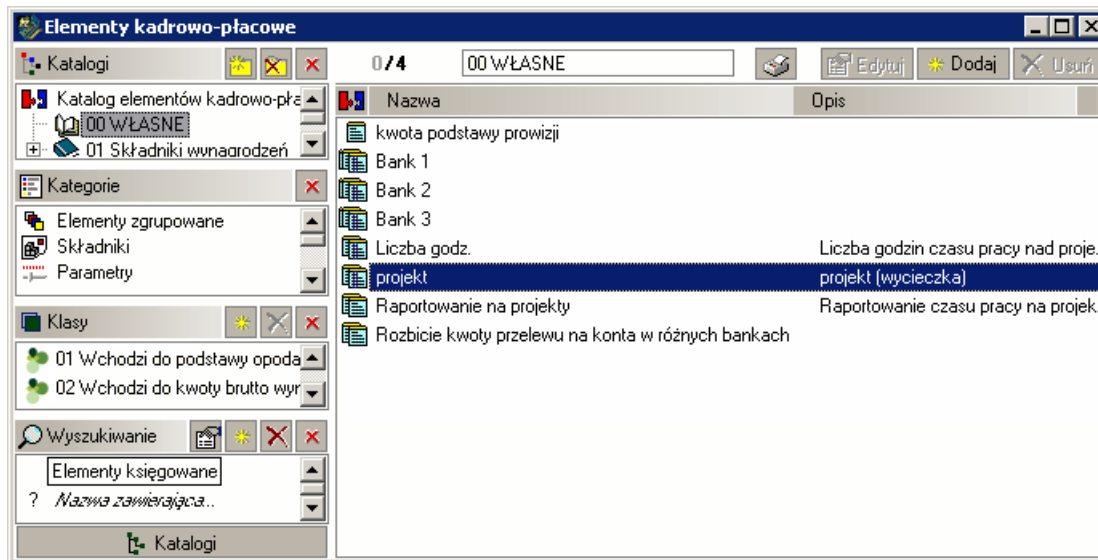 Elementy kadrowo-płacowe
Katalogi
Katalog elementów kadrowo-pła
00 WŁASNE
01 Składniki wynagrodzeń
Kategorie
Elementy zgrupowane
Składniki
Parametry
Klasy
01 Wchodzi do podstawy opoda
02 Wchodzi do kwoty brutto wyr
Wyszukiwanie
Elementy księgowane
? Nazwa zawierająca...
Katalogi
0/4 00 WŁASNE Edytuj Dodaj Usuń
Nazwa Opis
kwota podstawy prowizji
Bank 1
Bank 2
Bank 3
Liczba godz. Liczba godzin czasu pracy nad proje.
projekt projekt (wycieczka)
Raportowanie na projekty Raportowanie czasu pracy na projek.
Rozbicie kwoty przelewu na konta w różnych bankach